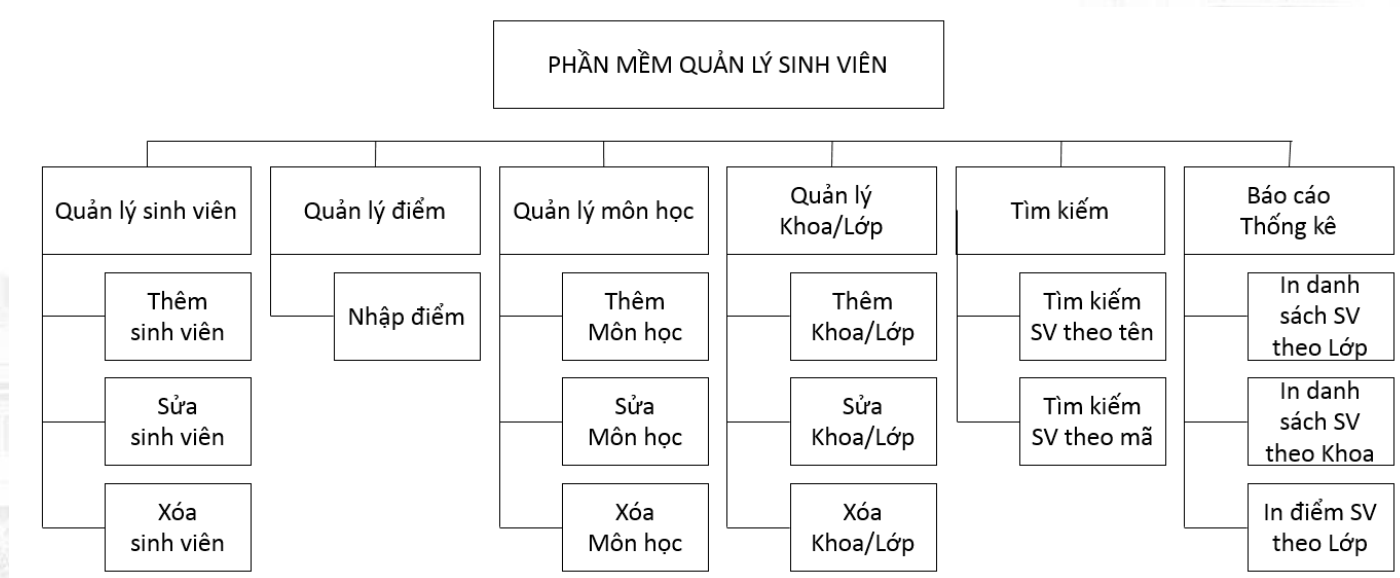 PHẦN MỀM QUẢN LÝ SINH VIÊN
Quản lý sinh viên
Thêm
sinh viên
Sửa
sinh viên
Xóa
sinh viên
Quản lý điểm
Nhập điểm
Quản lý môn học
Thêm
Môn học
Sửa
Môn học
Xóa
Môn học
Quản lý
Khoa/Lớp
Thêm
Khoa/Lớp
Sửa
Khoa/Lớp
Xóa
Khoa/Lớp
Tìm kiếm
Tìm kiếm
SV theo tên
Tìm kiếm
SV theo mã
Báo cáo
Thống kê
In danh
sách SV
theo Lớp
In danh
sách SV
theo Khoa
In điểm SV
theo Lớp